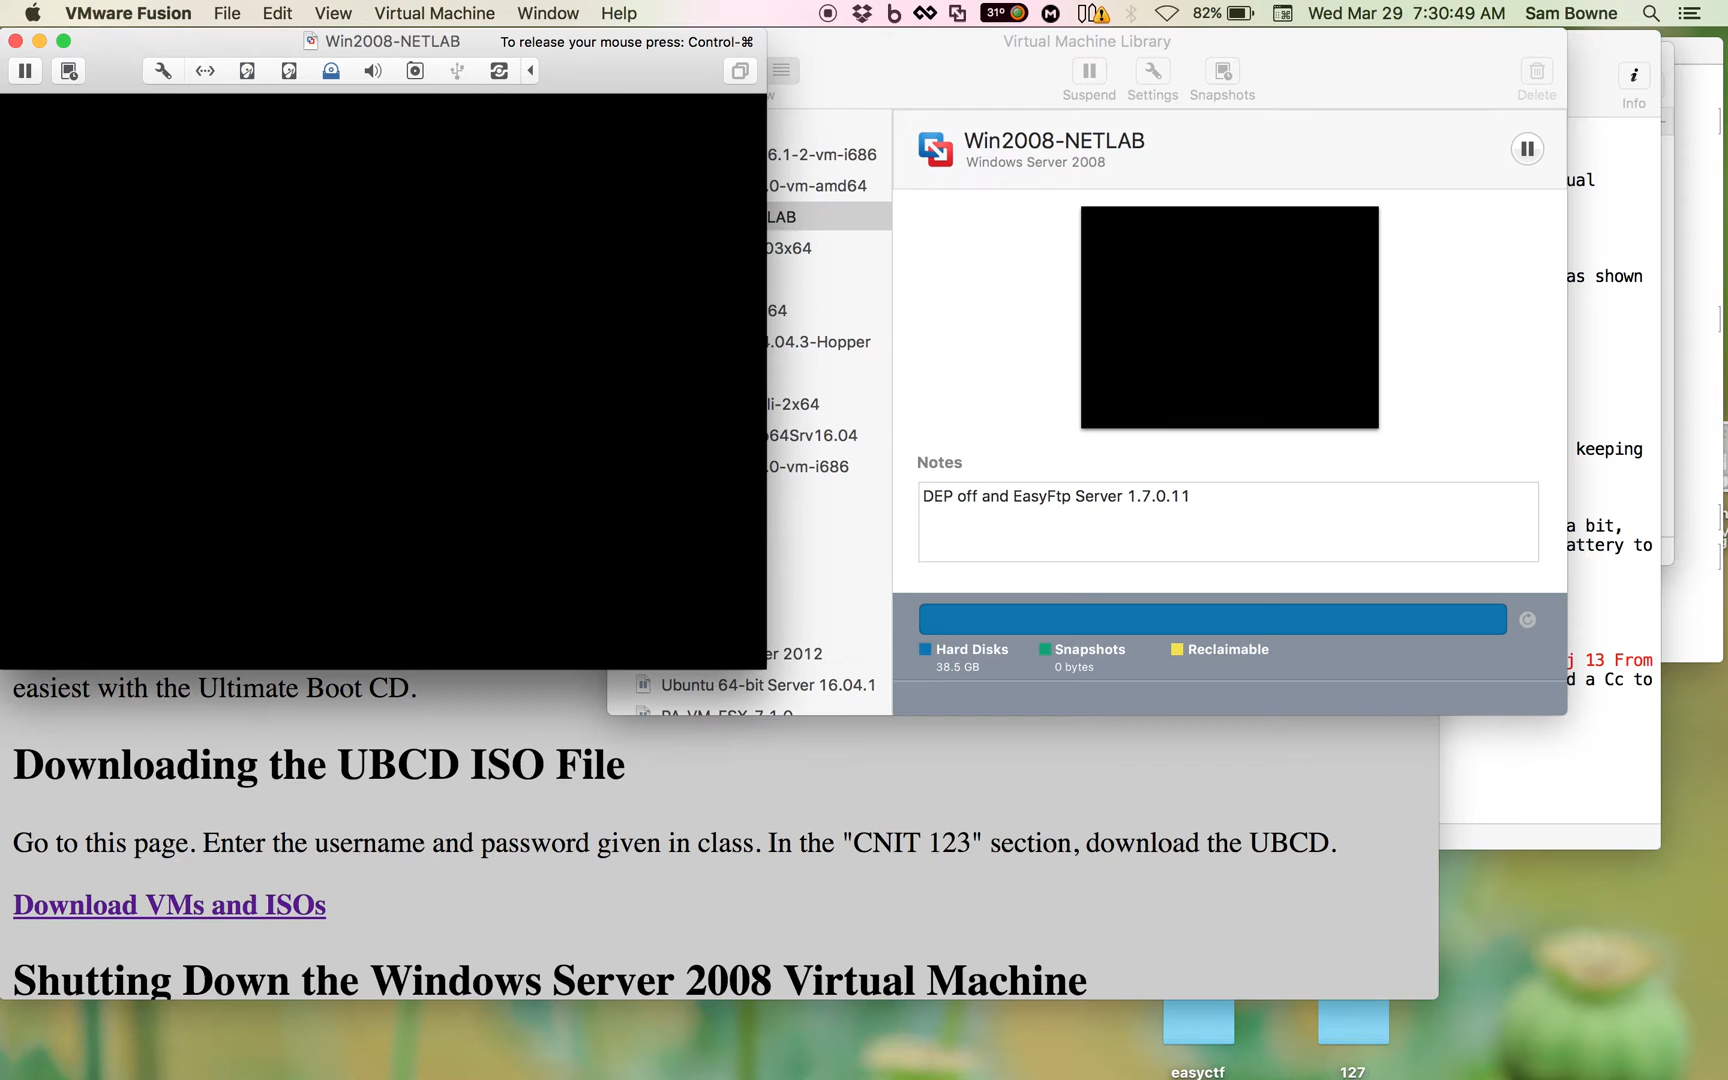 VMware Fusion File Edit View Virtual Machine Window Help 31° 82% Wed Mar 29 7:30:49 AM Sam Bowne
Win2008-NETLAB To release your mouse press: Control-⌘
Virtual Machine Library
Suspend Settings Snapshots Delete
Info
6.1-2-vm-i686
.0-vm-amd64
LAB
03x64
64
.04.3-Hopper
li-2x64
64Srv16.04
.0-vm-i686
er 2012
Ubuntu 64-bit Server 16.04.1
PA-VM-ESX-7.1.0
Win2008-NETLAB
Windows Server 2008
Notes
DEP off and EasyFtp Server 1.7.0.11
Hard Disks
38.5 GB
Snapshots
0 bytes
Reclaimable
ual
as shown
keeping
a bit,
attery to
j 13 From
d a Cc to
easiest with the Ultimate Boot CD.
Downloading the UBCD ISO File
Go to this page. Enter the username and password given in class. In the "CNIT 123" section, download the UBCD.
Download VMs and ISOs
Shutting Down the Windows Server 2008 Virtual Machine
easyctf
127